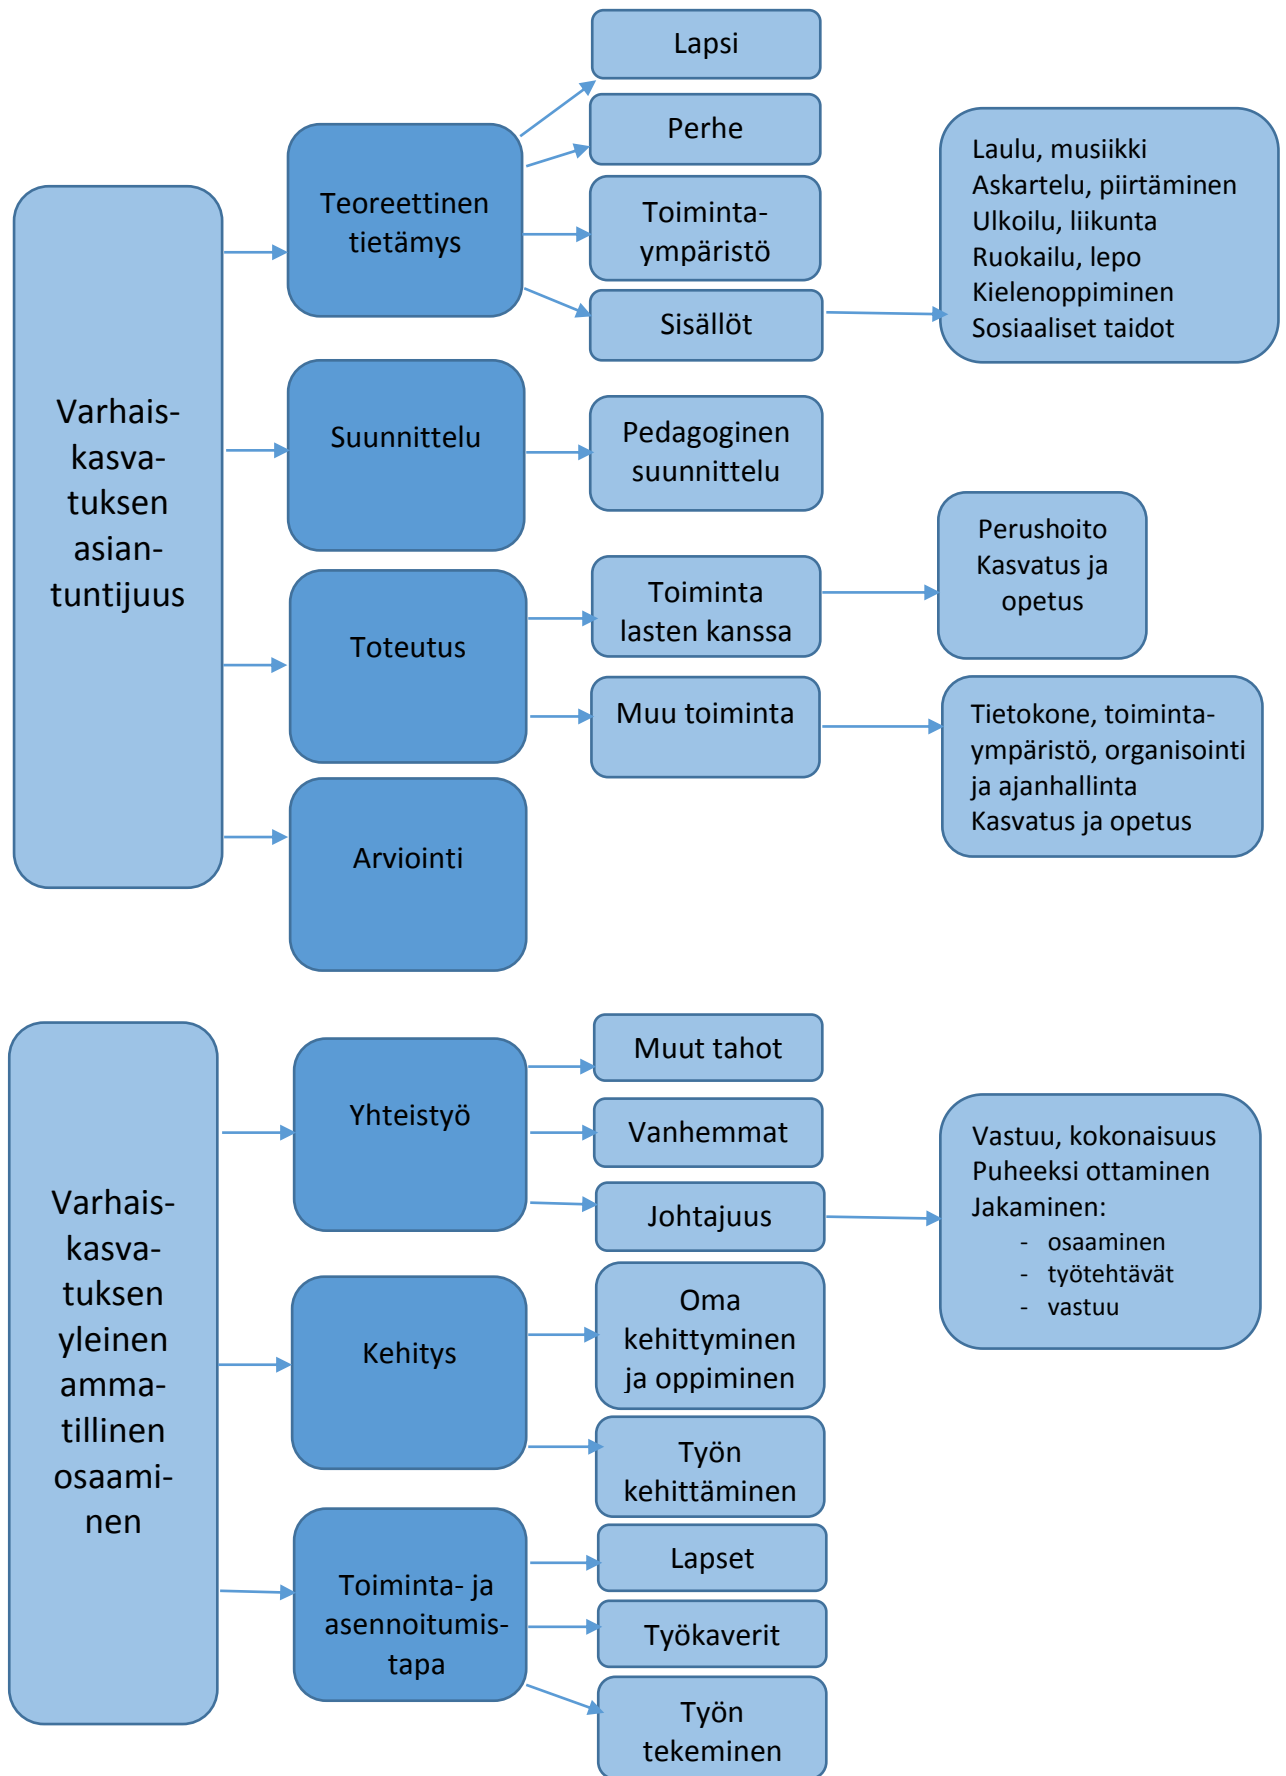 Varhais-
kasva-
tuksen
asian-
tuntijuus
Teoreettinen
tietämys
Lapsi
Perhe
Toiminta-
ympäristö
Sisällöt
Laulu, musiikki
Askartelu, piirtäminen
Ulkoilu, liikunta
Ruokailu, lepo
Kielenoppiminen
Sosiaaliset taidot
Suunnittelu
Pedagoginen
suunnittelu
Toteutus
Toiminta
lasten kanssa
Perushoito
Kasvatus ja
opetus
Muu toiminta
Tietokone, toiminta-
ympäristö, organisointi
ja ajanhallinta
Kasvatus ja opetus
Arviointi
Varhais-
kasva-
tuksen
yleinen
amma-
tillinen
osaami-
nen
Yhteistyö
Muut tahot
Vanhemmat
Johtajuus
Vastuu, kokonaisuus
Puheeksi ottaminen
Jakaminen:
- osaaminen
- työtehtävät
- vastuu
Kehitys
Oma
kehittyminen
ja oppiminen
Työn
kehittäminen
Toiminta- ja
asennoitumis-
tapa
Lapset
Työkaverit
Työn
tekeminen